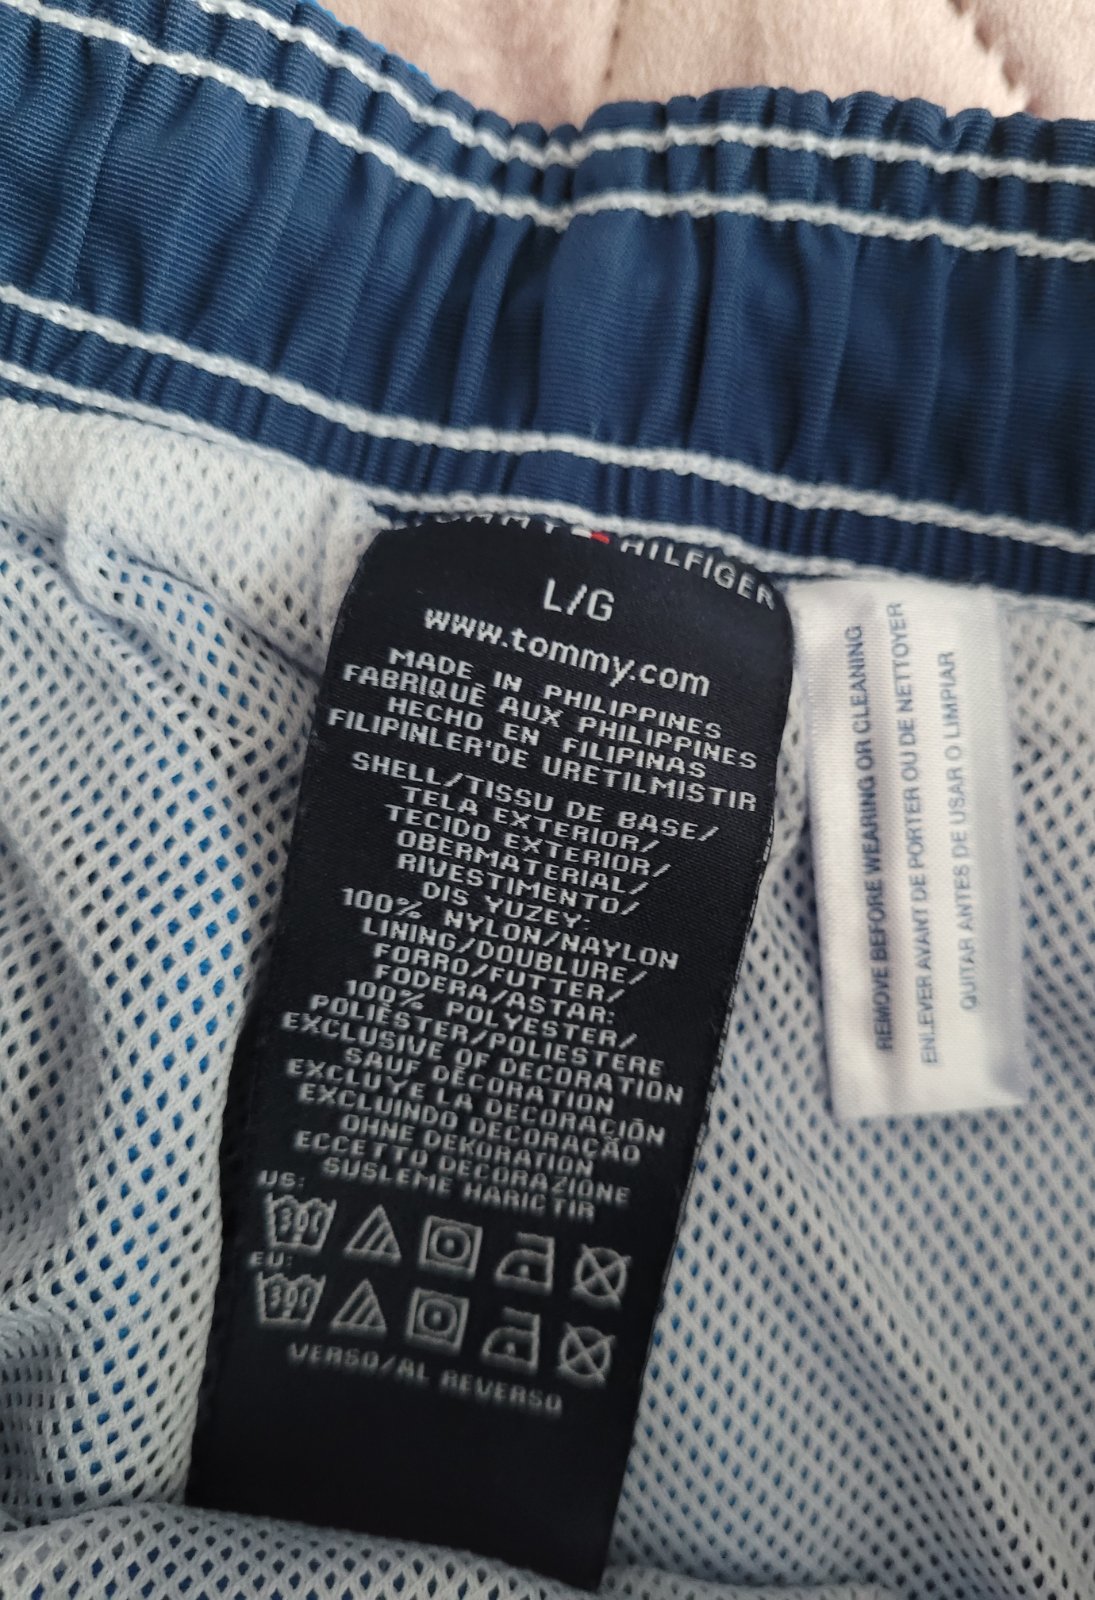 TOMMY HILFIGER
L/G
www.tommy.com
MADE IN PHILIPPINES
FABRIQUÉ AUX PHILIPPINES
HECHO EN FILIPINAS
FILIPINLER'DE URETILMISTIR
SHELL/TISSU DE BASE/
TELA EXTERIOR/
TECIDO EXTERIOR/
OBERMATERIAL/
RIVESTIMENTO/
DIS YUZEY:
100% NYLON/NAYLON
LINING/DOUBLURE/
FORRO/FUTTER/
FODERA/ASTAR:
100% POLYESTER/
POLIÉSTER/POLIESTERE
EXCLUSIVE OF DECORATION
SAUF DÉCORATION
EXCLUYE LA DECORACIÓN
EXCLUINDO DECORAÇÃO
OHNE DEKORATION
ECCETTO DECORAZIONE
SUSLEME HARICTIR
US:
30C
EU:
30C
VERSO/AL REVERSO
REMOVE BEFORE WEARING OR CLEANING
ENLEVER AVANT DE PORTER OU DE NETTOYER
QUITAR ANTES DE USAR O LIMPIAR